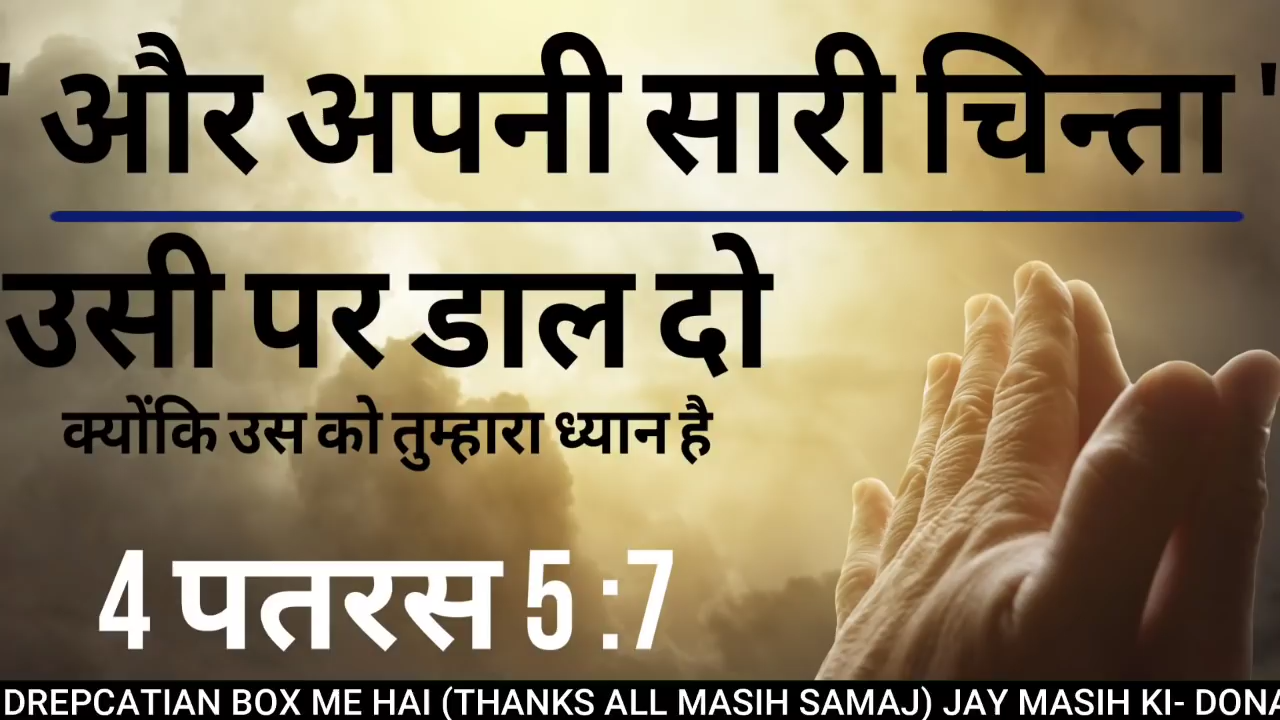 " और अपनी सारी चिन्ता "
उसी पर डाल दो
क्योंकि उस को तुम्हारा ध्यान है
4 पतरस 5 :7
DREPCATIAN BOX ME HAI (THANKS ALL MASIH SAMAJ) JAY MASIH KI- DONA